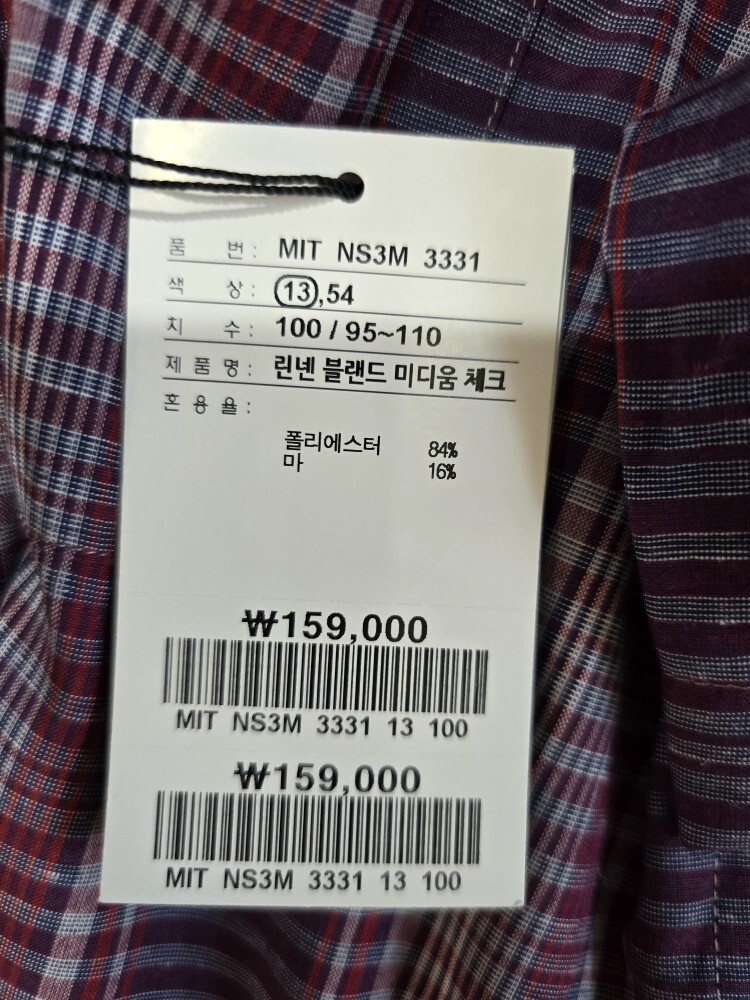 품 번 : MIT NS3M 3331
색 상 : 13,54
치 수 : 100 / 95~110
제 품 명 : 린넨 블랜드 미디움 체크
혼 용 율 :
폴리에스터 84%
마 16%
₩159,000
MIT NS3M 3331 13 100
₩159,000
MIT NS3M 3331 13 100